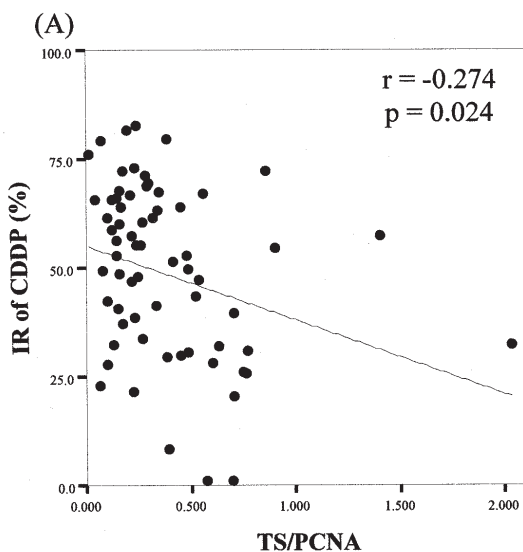 (A)
100.0
r = -0.274
p = 0.024
75.0
50.0
25.0
0.0
IR of CDDP (%)
0.000 0.500 1.000 1.500 2.000
TS/PCNA